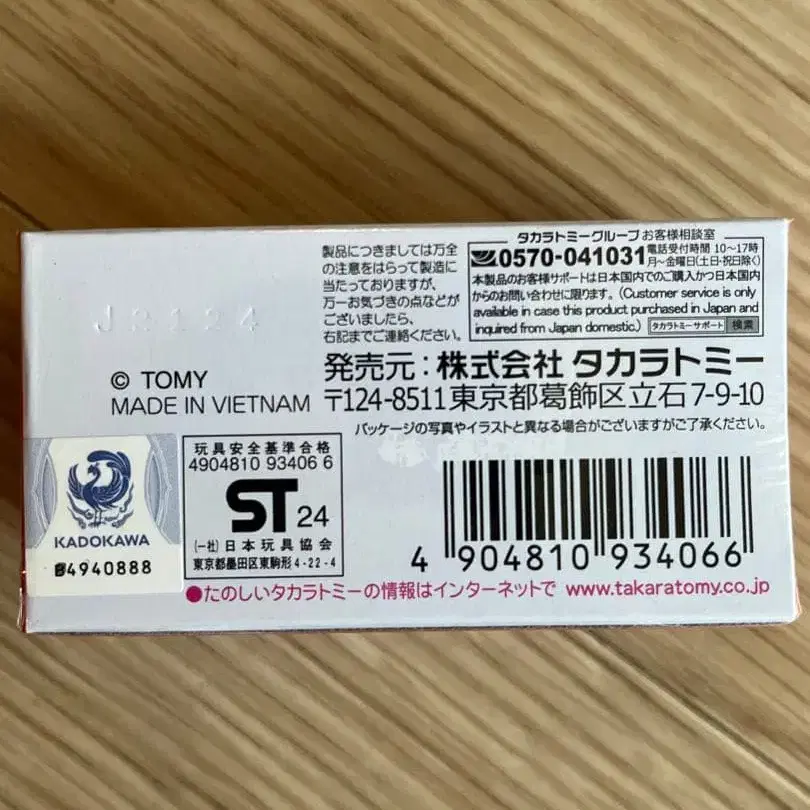 製品につきましては万全
の注意をはらって製造に
当たっておりますが、
万一お気づきの点などが
ございましたら、
右記までご連絡ください。
タカラトミーグループ お客様相談室
0570-041031 電話受付時間 10〜17時
月〜金曜日(土日・祝日除く)
本製品のお客様サポートは日本国内でのご購入かつ日本国内
からのお問い合わせに限ります。(Customer service is only
available in case this product purchased in Japan and
inquired from Japan domestic.) タカラトミーサポート 検索
© TOMY
MADE IN VIETNAM
発売元：株式会社 タカラトミー
〒124-8511 東京都葛飾区立石7-9-10
パッケージの写真やイラストと異なる場合がございますがご了承ください。
KADOKAWA
4940888
玩具安全基準合格
4904810 93406 6
ST 24
(一社)日本玩具協会
東京都墨田区東駒形 4-22-4
4 904810 934066
●たのしいタカラトミーの情報はインターネットで www.takaratomy.co.jp